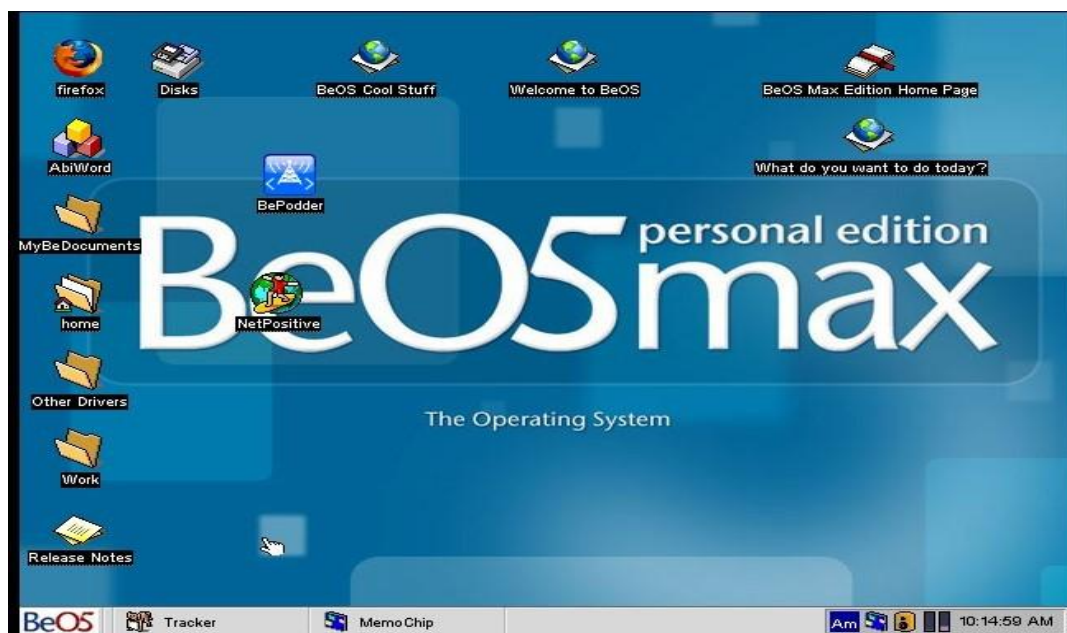 firefox
Disks
BeOS Cool Stuff
Welcome to BeOS
BeOS Max Edition Home Page
AbiWord
What do you want to do today?
BePodder
MyBeDocuments
BeO5 personal edition max
NetPositive
home
Other Drivers
The Operating System
Work
Release Notes
BeO5
Tracker
MemoChip
Am
10:14:59 AM